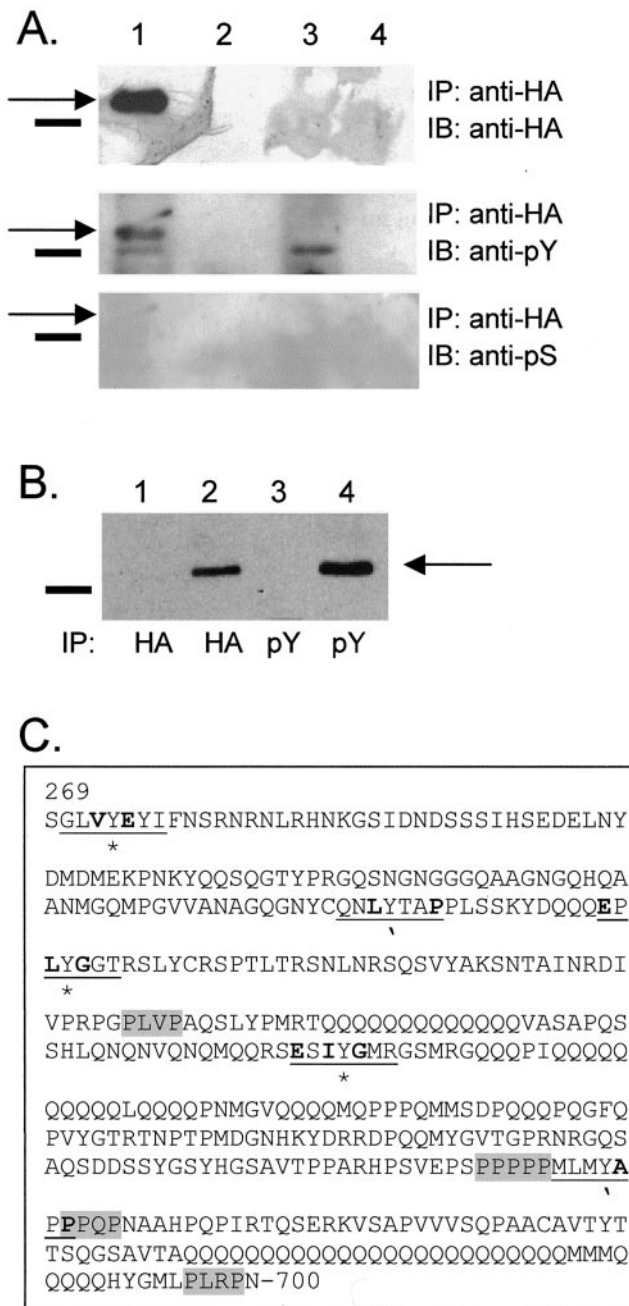 A.
1 2 3 4
IP: anti-HA
IB: anti-HA
IP: anti-HA
IB: anti-pY
IP: anti-HA
IB: anti-pS
B.
1 2 3 4
IP: HA HA pY pY
C.
269
SGLVYEYIFNSRNRNLRHNKGSIDNDSSSIHSEDELNY
*
DMDMEKPNKYQQSQGTYPRGQSNGNGGGQAAGNGQHQA
ANMGQMPGVVANAGQGNYCQNLYTAPPLSSKYDQQQEP
LYGGTRSLYCRSPTLTRSNLNRSQSVYAKSNTAINRDI
*
VPRPGPLVPAQSLYPMRTQQQQQQQQQQQQVASAPQS
SHLQNQNVQNQMQQRSESIYGMRGSMRGQQQPIQQQQQ
*
QQQQQLQQQQPNMGVQQQQMQPPPQMMSDPQQQPQGFQ
PVYGTRTNPTPMDGNHKYDRRDPQQMYGVTGPRNRGQS
AQSDDSSYGSYHGSAVTPPARHPSVEPSPPPPPMLMYA
PPPQPNAAHPQPIRTQSERKVSAPVVVSQPAACAVTYT
TSQGSAVTAQQQQQQQQQQQQQQQQQQQQQQQQQMMMQ
QQQQHYGMLPLRPN-700